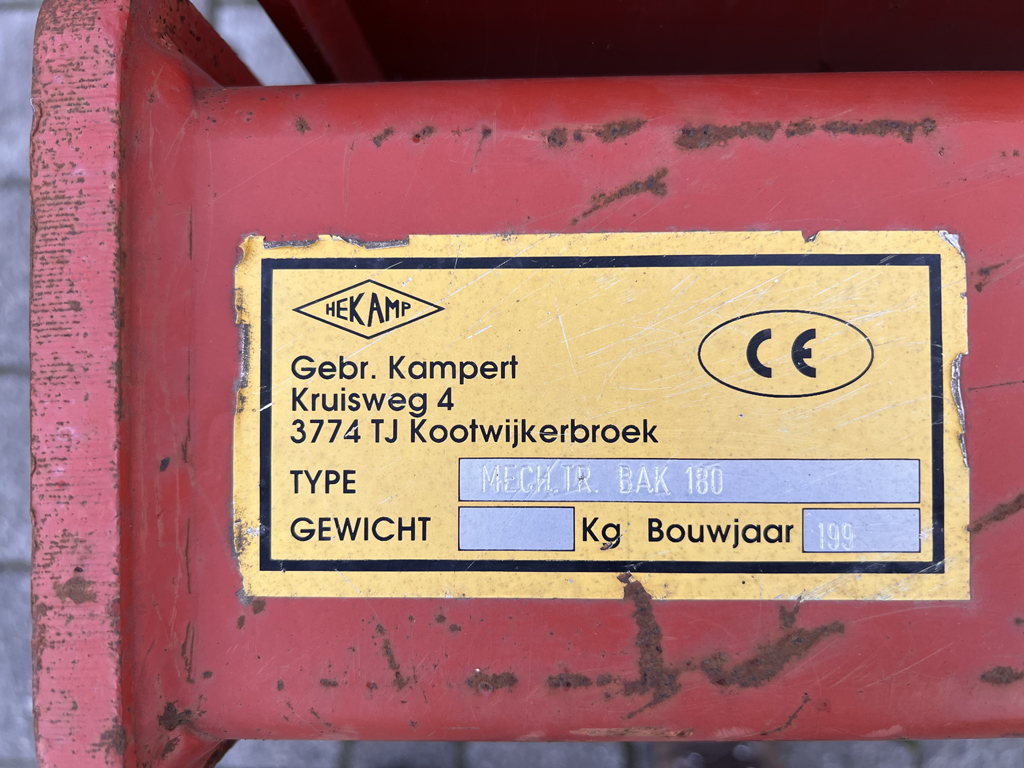 HEKAMP
CE
Gebr. Kampert
Kruisweg 4
3774 TJ Kootwijkerbroek
TYPE MECH.TR. BAK 180
GEWICHT Kg Bouwjaar 199